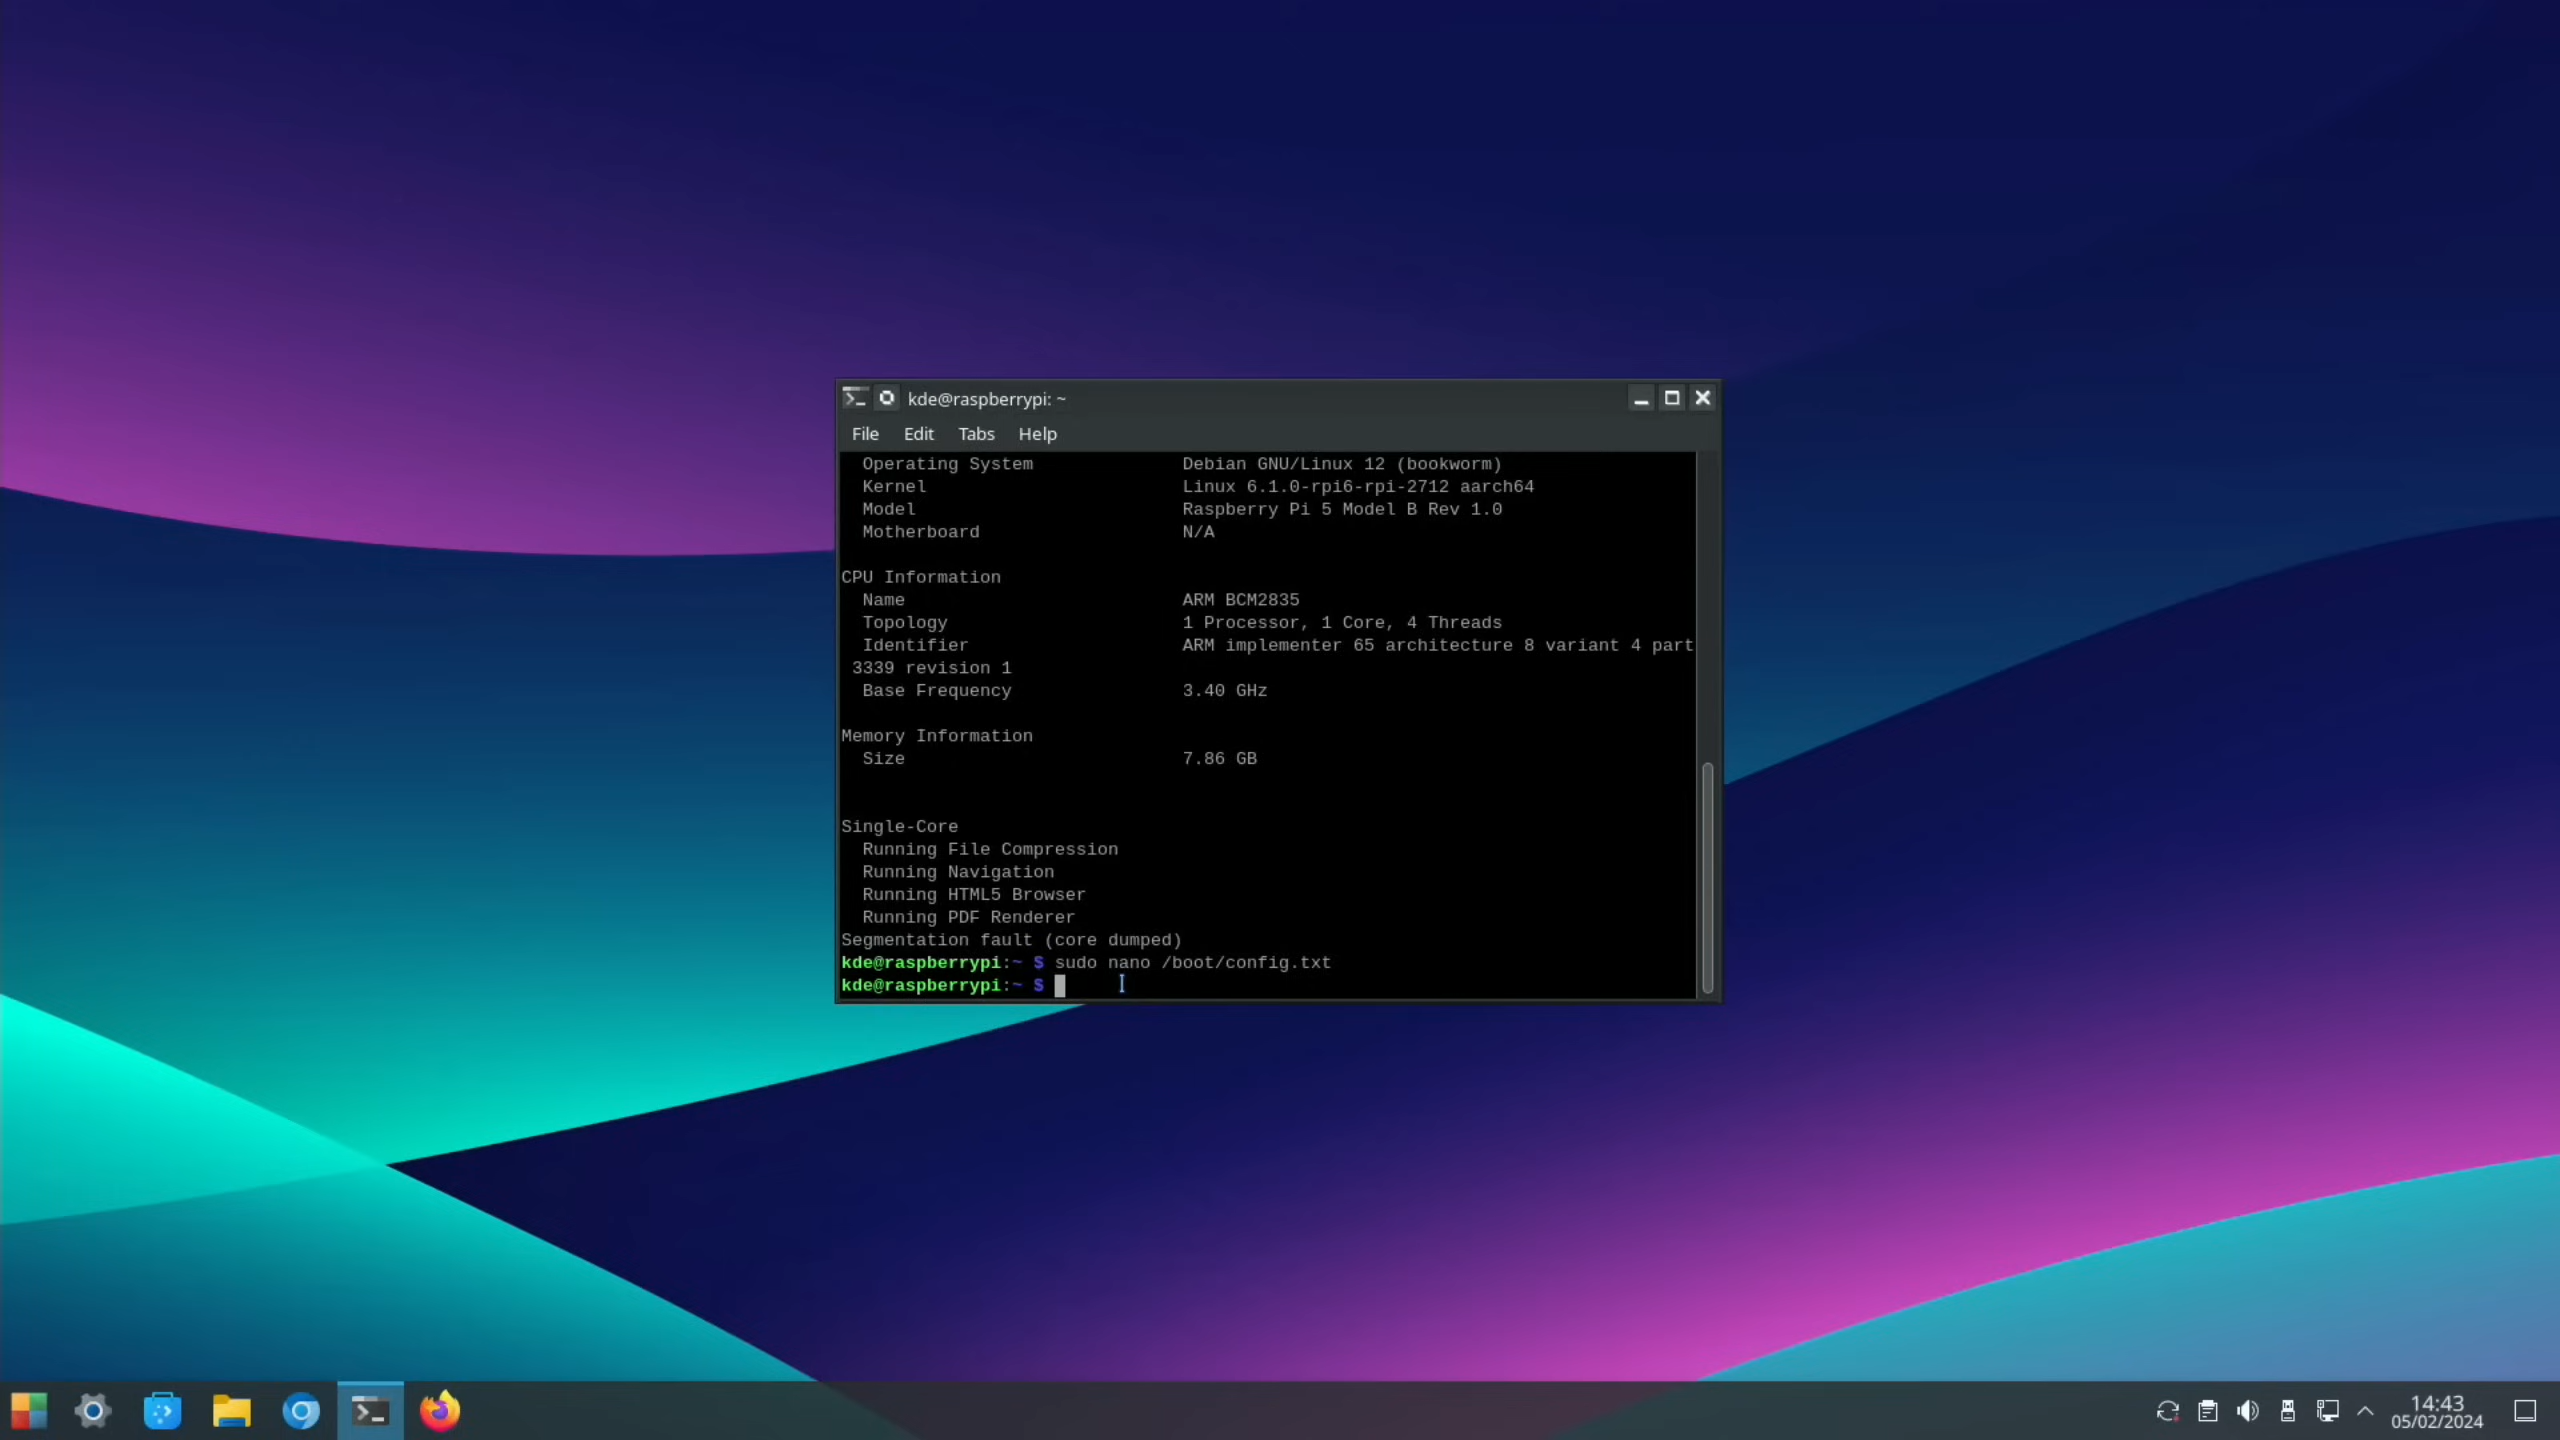 kde@raspberrypi: ~
File Edit Tabs Help
Operating System Debian GNU/Linux 12 (bookworm)
Kernel Linux 6.1.0-rpi6-rpi-2712 aarch64
Model Raspberry Pi 5 Model B Rev 1.0
Motherboard N/A
CPU Information
Name ARM BCM2835
Topology 1 Processor, 1 Core, 4 Threads
Identifier ARM implementer 65 architecture 8 variant 4 part
3339 revision 1
Base Frequency 3.40 GHz
Memory Information
Size 7.86 GB
Single-Core
Running File Compression
Running Navigation
Running HTML5 Browser
Running PDF Renderer
Segmentation fault (core dumped)
kde@raspberrypi:~ $ sudo nano /boot/config.txt
kde@raspberrypi:~ $
14:43
05/02/2024